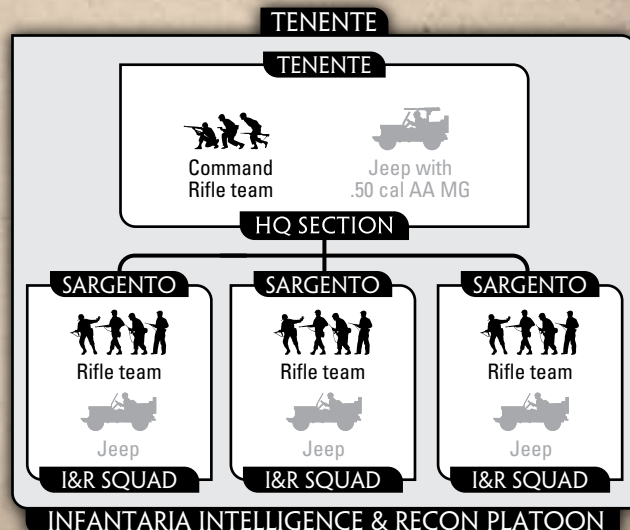 TENENTE
TENENTE
Command
Rifle team
Jeep with
.50 cal AA MG
HQ SECTION
SARGENTO
Rifle team
Jeep
I&R SQUAD
SARGENTO
Rifle team
Jeep
I&R SQUAD
SARGENTO
Rifle team
Jeep
I&R SQUAD
INFANTARIA INTELLIGENCE & RECON PLATOON